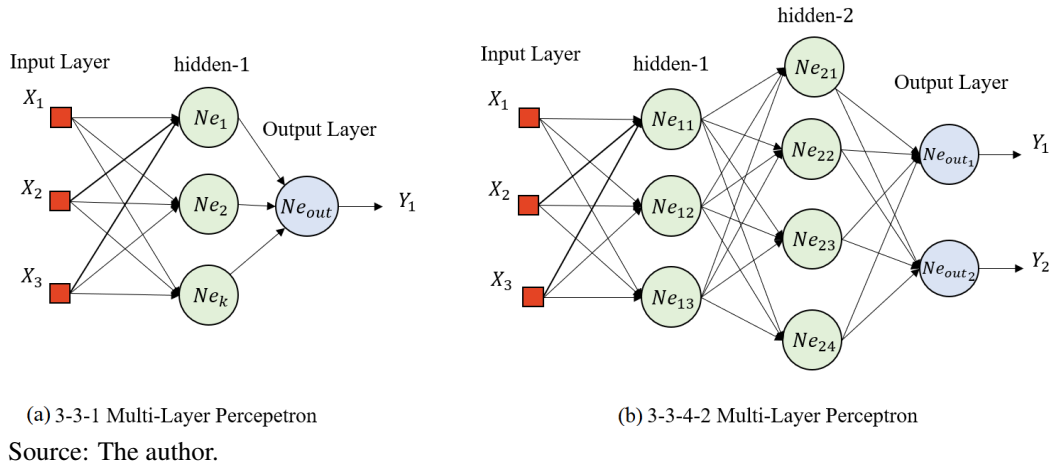 Input Layer
hidden-1
Output Layer
X₁
X₂
X₃
Ne₁
Ne₂
Neₖ
Neₒᵤₜ
Y₁
(a) 3-3-1 Multi-Layer Percepetron
Input Layer
hidden-1
hidden-2
Output Layer
X₁
X₂
X₃
Ne₁₁
Ne₁₂
Ne₁₃
Ne₂₁
Ne₂₂
Ne₂₃
Ne₂₄
Neₒᵤₜ₁
Neₒᵤₜ₂
Y₁
Y₂
(b) 3-3-4-2 Multi-Layer Perceptron
Source: The author.